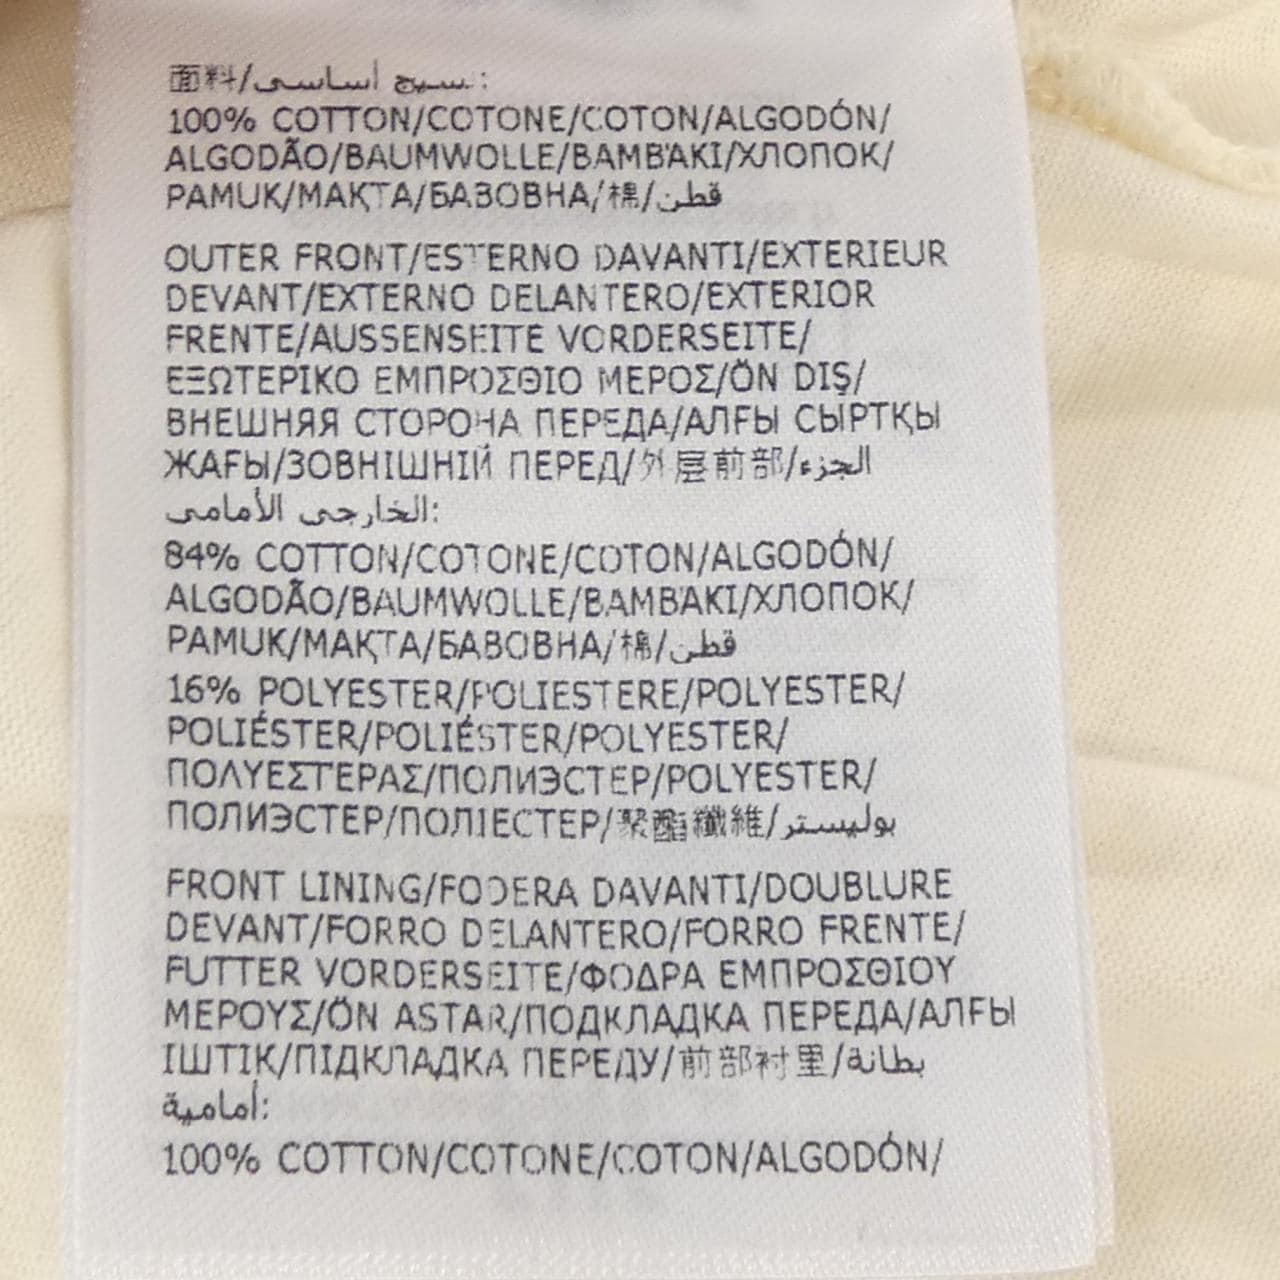 面料/نسيج أساسي:
100% COTTON/COTONE/COTON/ALGODÓN/
ALGODÃO/BAUMWOLLE/BAMBAKI/ХЛОПОК/
PAMUK/МАҚТА/БАВОВНА/棉/قطن
OUTER FRONT/ESTERNO DAVANTI/EXTERIEUR
DEVANT/EXTERNO DELANTERO/EXTERIOR
FRENTE/AUSSENSEITE VORDERSEITE/
ΕΞΩΤΕΡΙΚΟ ΕΜΠΡΟΣΘΙΟ ΜΕΡΟΣ/ÖN DIŞ/
ВНЕШНЯЯ СТОРОНА ПЕРЕДА/АЛҒЫ СЫРТҚЫ
ЖАҒЫ/ЗОВНІШНІЙ ПЕРЕД/外层前部/الجزء
الخارجي الأمامي:
84% COTTON/COTONE/COTON/ALGODÓN/
ALGODÃO/BAUMWOLLE/BAMBAKI/ХЛОПОК/
PAMUK/МАҚТА/БАВОВНА/棉/قطن
16% POLYESTER/POLIESTERE/POLYESTER/
POLIÉSTER/POLIÉSTER/POLYESTER/
ΠΟΛΥΕΣΤΕΡΑΣ/ПОЛИЭСТЕР/POLYESTER/
ПОЛИЭСТЕР/ПОЛІЕСТЕР/聚酯纖維/بوليستر
FRONT LINING/FODERA DAVANTI/DOUBLURE
DEVANT/FORRO DELANTERO/FORRO FRENTE/
FUTTER VORDERSEITE/ΦΟΔΡΑ ΕΜΠΡΟΣΘΙΟΥ
ΜΕΡΟΥΣ/ÖN ASTAR/ПОДКЛАДКА ПЕРЕДА/АЛҒЫ
ІШТІК/ПІДКЛАДКА ПЕРЕДУ/前部衬里/بطانة
أمامية:
100% COTTON/COTONE/COTON/ALGODÓN/